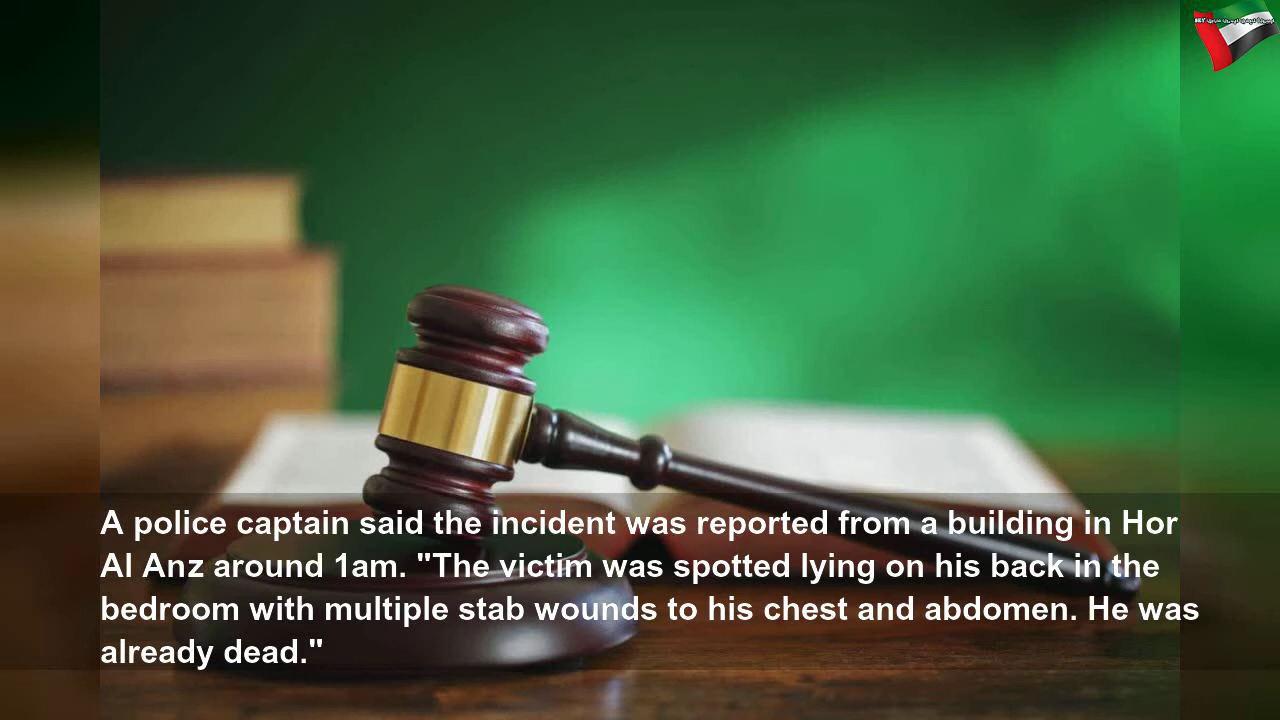 A police captain said the incident was reported from a building in Hor
Al Anz around 1am. "The victim was spotted lying on his back in the
bedroom with multiple stab wounds to his chest and abdomen. He was
already dead."